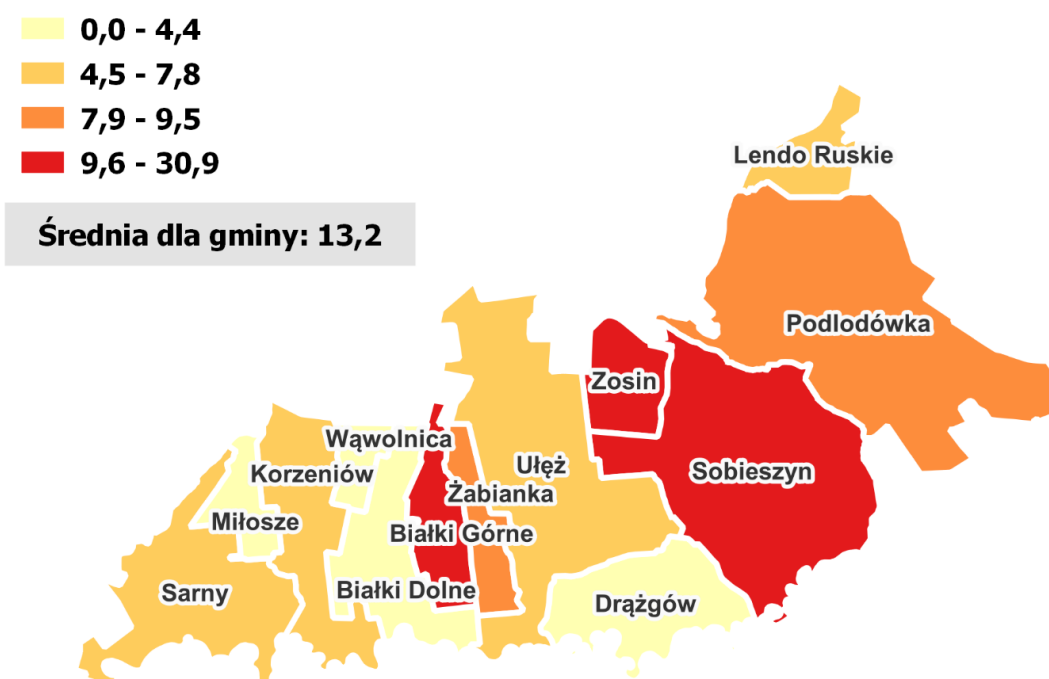 0,0 - 4,4
4,5 - 7,8
7,9 - 9,5
9,6 - 30,9
Średnia dla gminy: 13,2
Lendo Ruskie
Podlodówka
Zosin
Wąwolnica
Ułęż
Sobieszyn
Korzeniów
Żabianka
Miłosze
Białki Górne
Sarny
Białki Dolne
Drążgów